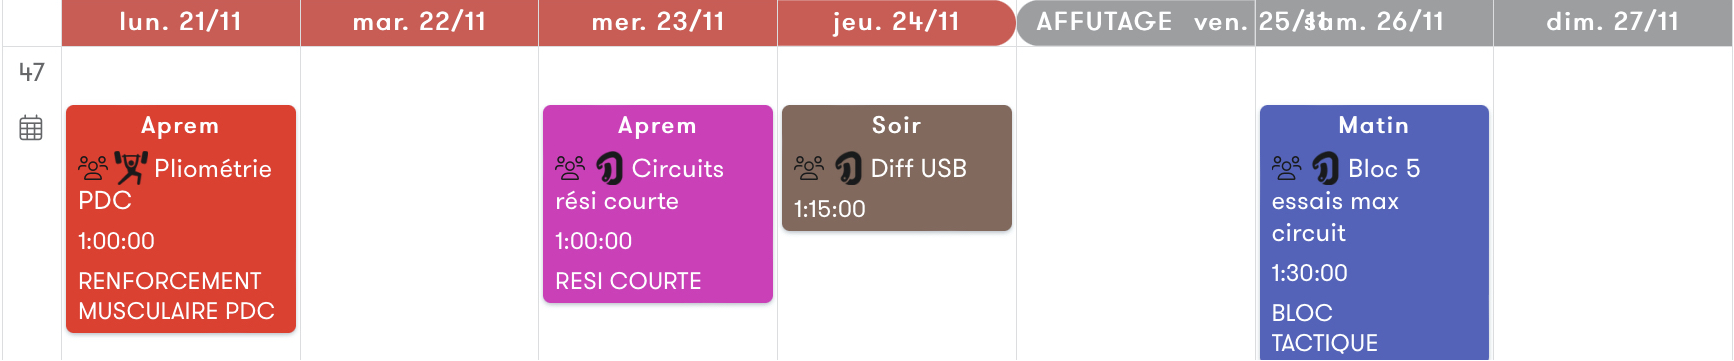 lun. 21/11
mar. 22/11
mer. 23/11
jeu. 24/11
AFFUTAGE
ven. 25/11
sam. 26/11
dim. 27/11
47
Aprem
Pliométrie
PDC
1:00:00
RENFORCEMENT
MUSCULAIRE PDC
Aprem
Circuits
rési courte
1:00:00
RESI COURTE
Soir
Diff USB
1:15:00
Matin
Bloc 5
essais max
circuit
1:30:00
BLOC
TACTIQUE